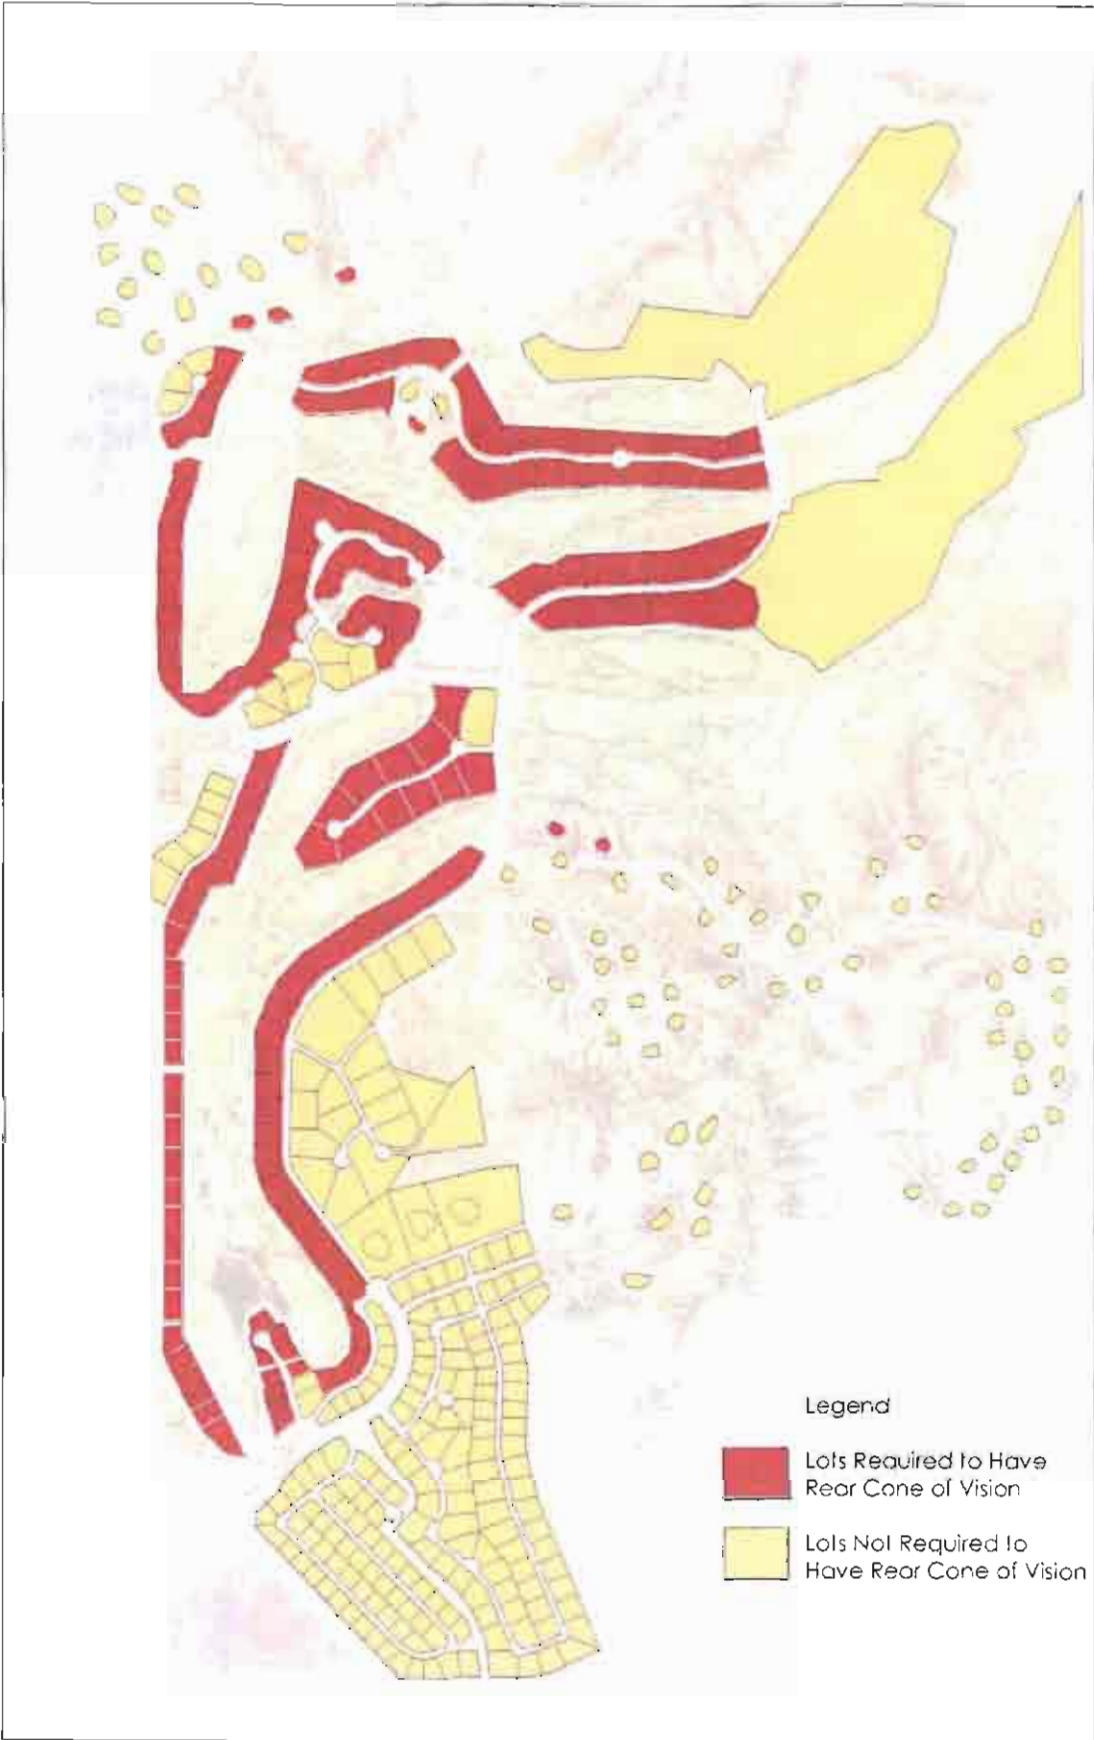 Legend
Lots Required to Have
Rear Cone of Vision
Lots Not Required to
Have Rear Cone of Vision